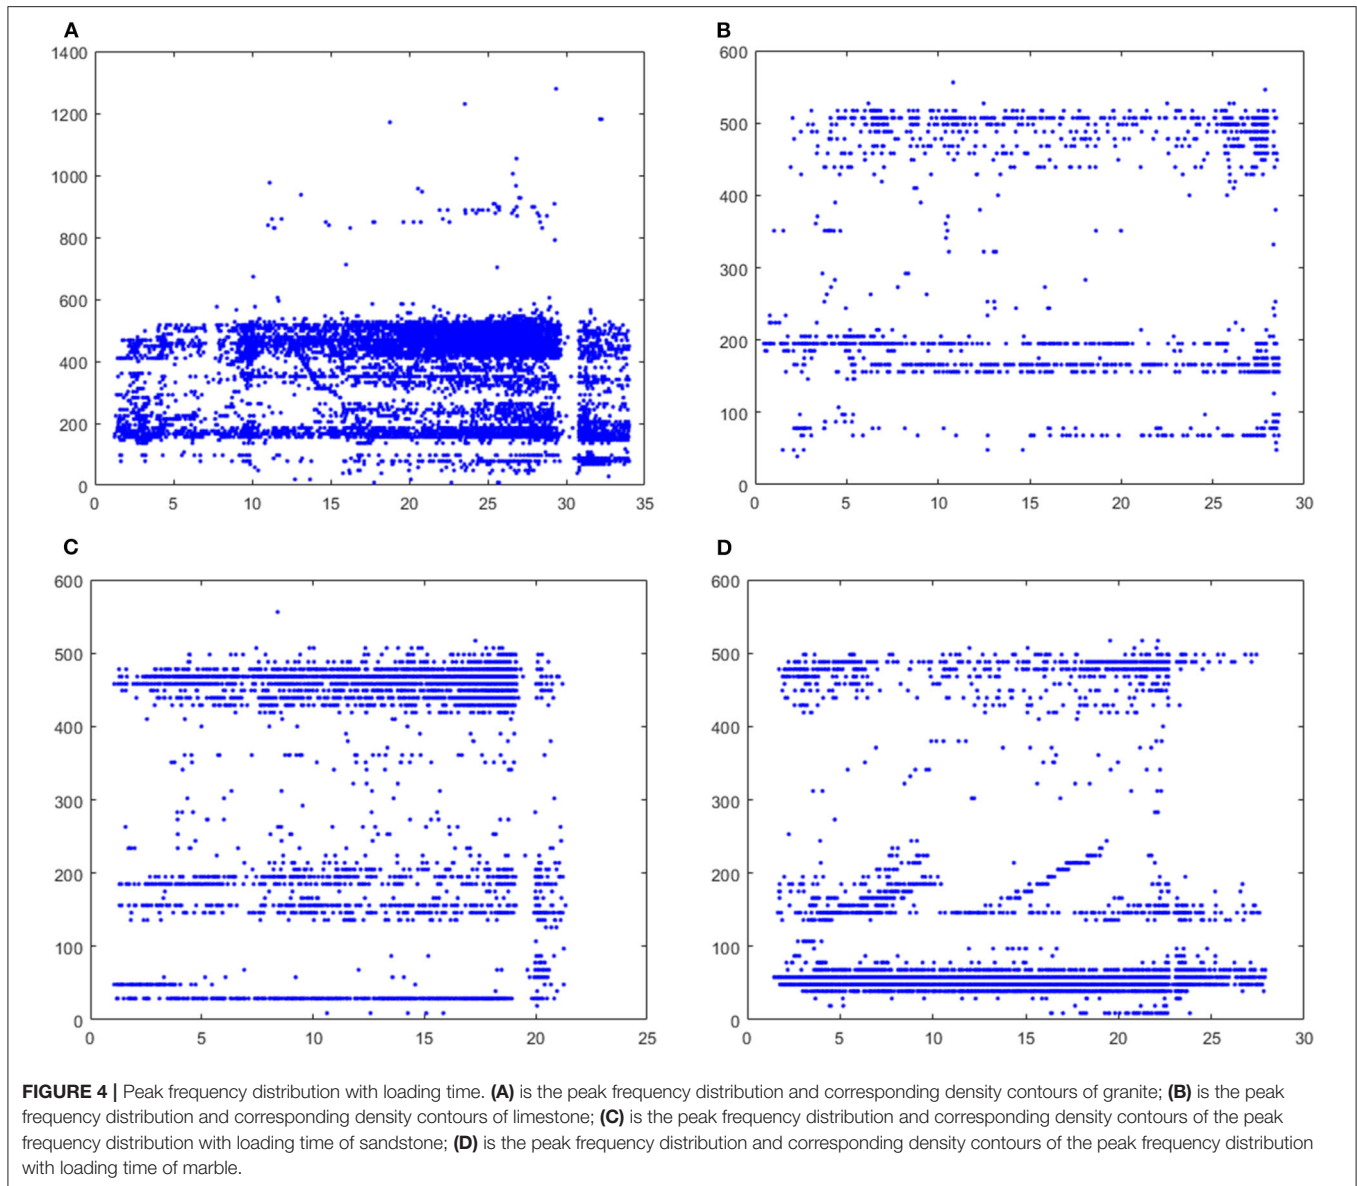 A
1400
1200
1000
800
600
400
200
0
0 5 10 15 20 25 30 35
B
600
500
400
300
200
100
0
0 5 10 15 20 25 30
C
600
500
400
300
200
100
0
0 5 10 15 20 25
D
600
500
400
300
200
100
0
0 5 10 15 20 25 30
FIGURE 4 | Peak frequency distribution with loading time. (A) is the peak frequency distribution and corresponding density contours of granite; (B) is the peak
frequency distribution and corresponding density contours of limestone; (C) is the peak frequency distribution and corresponding density contours of the peak
frequency distribution with loading time of sandstone; (D) is the peak frequency distribution and corresponding density contours of the peak frequency distribution
with loading time of marble.